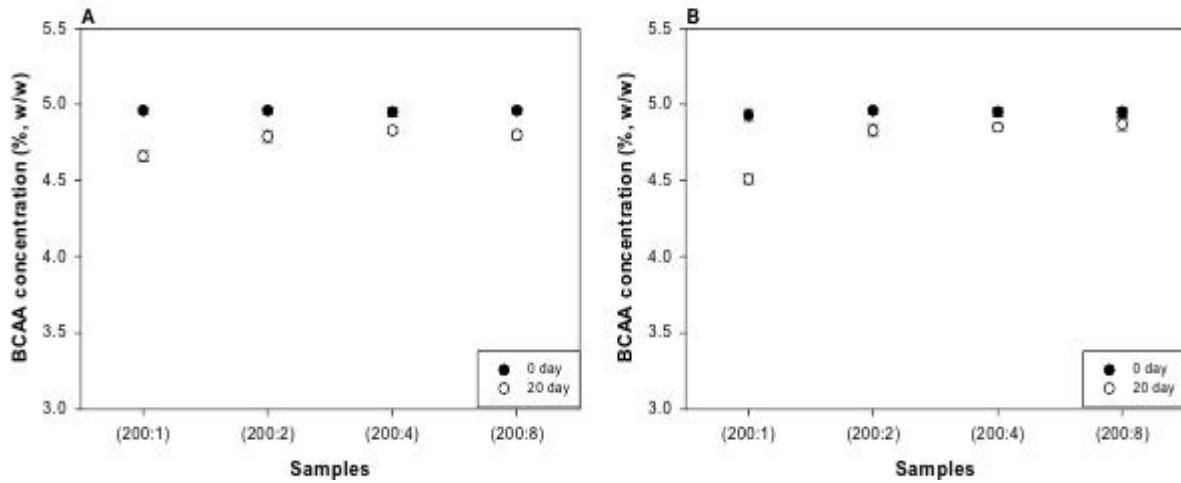 A
BCAA concentration (%, w/w)
5.5
5.0
4.5
4.0
3.5
3.0
0 day
20 day
(200:1) (200:2) (200:4) (200:8)
Samples
B
BCAA concentration (%, w/w)
5.5
5.0
4.5
4.0
3.5
3.0
0 day
20 day
(200:1) (200:2) (200:4) (200:8)
Samples